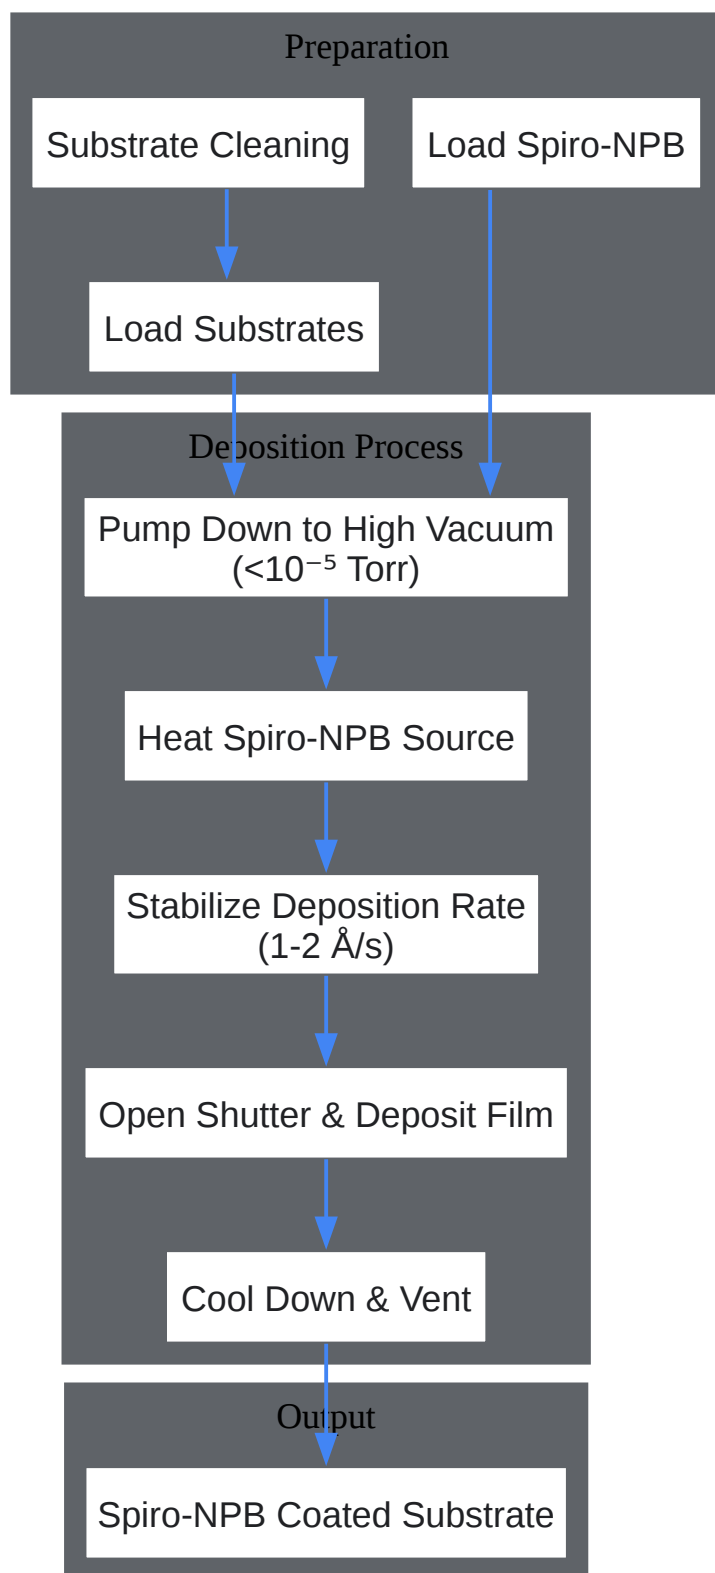 Preparation
Substrate Cleaning
Load Spiro-NPB
Load Substrates
Deposition Process
Pump Down to High Vacuum
(<10⁻⁵ Torr)
Heat Spiro-NPB Source
Stabilize Deposition Rate
(1-2 Å/s)
Open Shutter & Deposit Film
Cool Down & Vent
Output
Spiro-NPB Coated Substrate